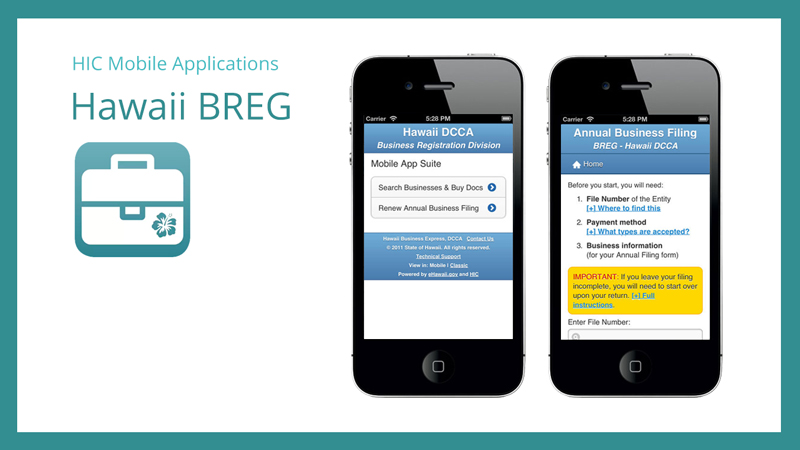 HIC Mobile Applications
Hawaii BREG
Carrier 5:28 PM
Hawaii DCCA
Business Registration Division
Mobile App Suite
Search Businesses & Buy Docs
Renew Annual Business Filing
Hawaii Business Express, DCCA Contact Us
© 2011 State of Hawaii. All rights reserved.
Technical Support
View in: Mobile | Classic
Powered by eHawaii.gov and HIC
Carrier 5:28 PM
Annual Business Filing
BREG - Hawaii DCCA
Home
Before you start, you will need:
1. File Number of the Entity
[+] Where to find this
2. Payment method
[+] What types are accepted?
3. Business information
(for your Annual Filing form)
IMPORTANT: If you leave your filing
incomplete, you will need to start over
upon your return. [+] Full
instructions.
Enter File Number: